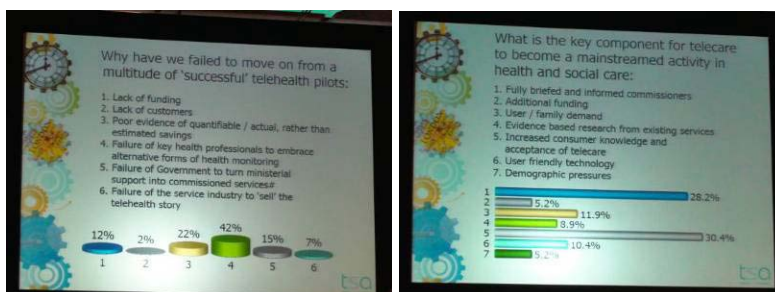 Why have we failed to move on from a
multitude of 'successful' telehealth pilots:
1. Lack of funding
2. Lack of customers
3. Poor evidence of quantifiable / actual, rather than
estimated savings
4. Failure of key health professionals to embrace
alternative forms of health monitoring
5. Failure of Government to turn ministerial
support into commissioned services#
6. Failure of the service industry to 'sell' the
telehealth story
12% 2% 22% 42% 15% 7%
1 2 3 4 5 6
tsa
What is the key component for telecare
to become a mainstreamed activity in
health and social care:
1. Fully briefed and informed commissioners
2. Additional funding
3. User / family demand
4. Evidence based research from existing services
5. Increased consumer knowledge and
acceptance of telecare
6. User friendly technology
7. Demographic pressures
1 28.2%
2 5.2%
3 11.9%
4 8.9%
5 30.4%
6 10.4%
7 5.2%
tsa